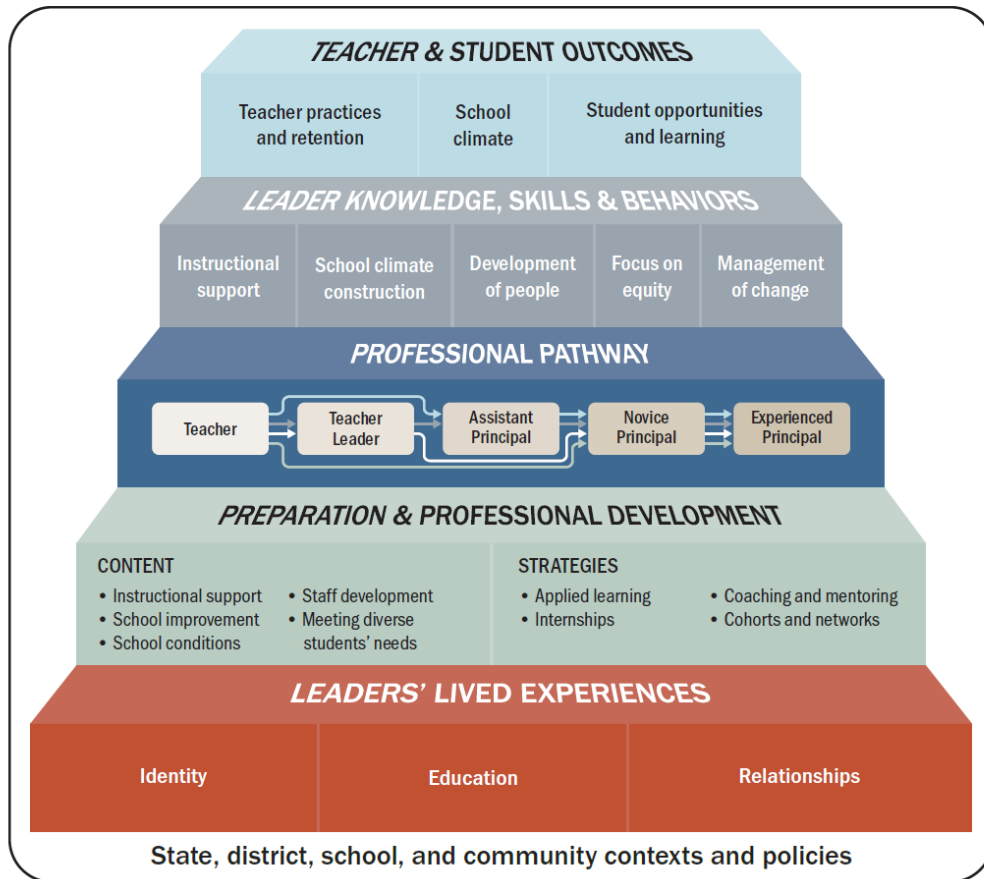 TEACHER & STUDENT OUTCOMES
Teacher practices
and retention
School
climate
Student opportunities
and learning
LEADER KNOWLEDGE, SKILLS & BEHAVIORS
Instructional
support
School climate
construction
Development
of people
Focus on
equity
Management
of change
PROFESSIONAL PATHWAY
Teacher
Teacher
Leader
Assistant
Principal
Novice
Principal
Experienced
Principal
PREPARATION & PROFESSIONAL DEVELOPMENT
CONTENT
• Instructional support
• School improvement
• School conditions
• Staff development
• Meeting diverse
students’ needs
STRATEGIES
• Applied learning
• Internships
• Coaching and mentoring
• Cohorts and networks
LEADERS’ LIVED EXPERIENCES
Identity
Education
Relationships
State, district, school, and community contexts and policies